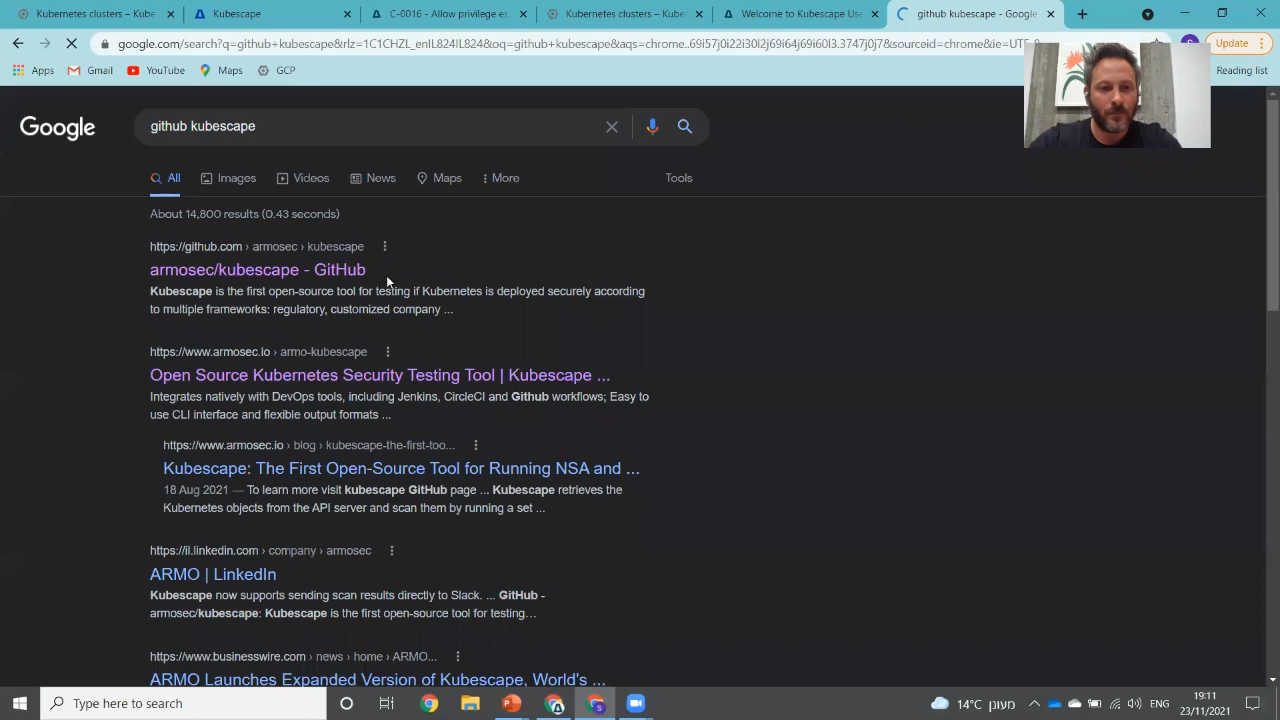 Kubernetes clusters – Kube
Kubescape
C-0016 - Allow privilege es
Kubernetes clusters – Kube
Welcome to Kubescape Use
github kubescape - Google
google.com/search?q=github+kubescape&rlz=1C1CHZL_enIL824IL824&oq=github+kubescape&aqs=chrome..69i57j0i22i30l2j69i64j69i60l3.3747j0j7&sourceid=chrome&ie=UTF-8
Update
Apps
Gmail
YouTube
Maps
GCP
Reading list
Google
github kubescape
All
Images
Videos
News
Maps
More
Tools
About 14,800 results (0.43 seconds)
https://github.com › armosec › kubescape
armosec/kubescape - GitHub
Kubescape is the first open-source tool for testing if Kubernetes is deployed securely according
to multiple frameworks: regulatory, customized company ...
https://www.armosec.io › armo-kubescape
Open Source Kubernetes Security Testing Tool | Kubescape ...
Integrates natively with DevOps tools, including Jenkins, CircleCI and Github workflows; Easy to
use CLI interface and flexible output formats ...
https://www.armosec.io › blog › kubescape-the-first-too...
Kubescape: The First Open-Source Tool for Running NSA and ...
18 Aug 2021 — To learn more visit kubescape GitHub page ... Kubescape retrieves the
Kubernetes objects from the API server and scan them by running a set ...
https://il.linkedin.com › company › armosec
ARMO | LinkedIn
Kubescape now supports sending scan results directly to Slack. ... GitHub -
armosec/kubescape: Kubescape is the first open-source tool for testing...
https://www.businesswire.com › news › home › ARMO...
ARMO Launches Expanded Version of Kubescape, World's ...
Type here to search
14°C מעונן
ENG
19:11
23/11/2021